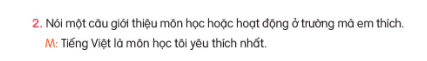 2. Nói một câu giới thiệu môn học hoặc hoạt động ở trường mà em thích.
M: Tiếng Việt là môn học tôi yêu thích nhất.